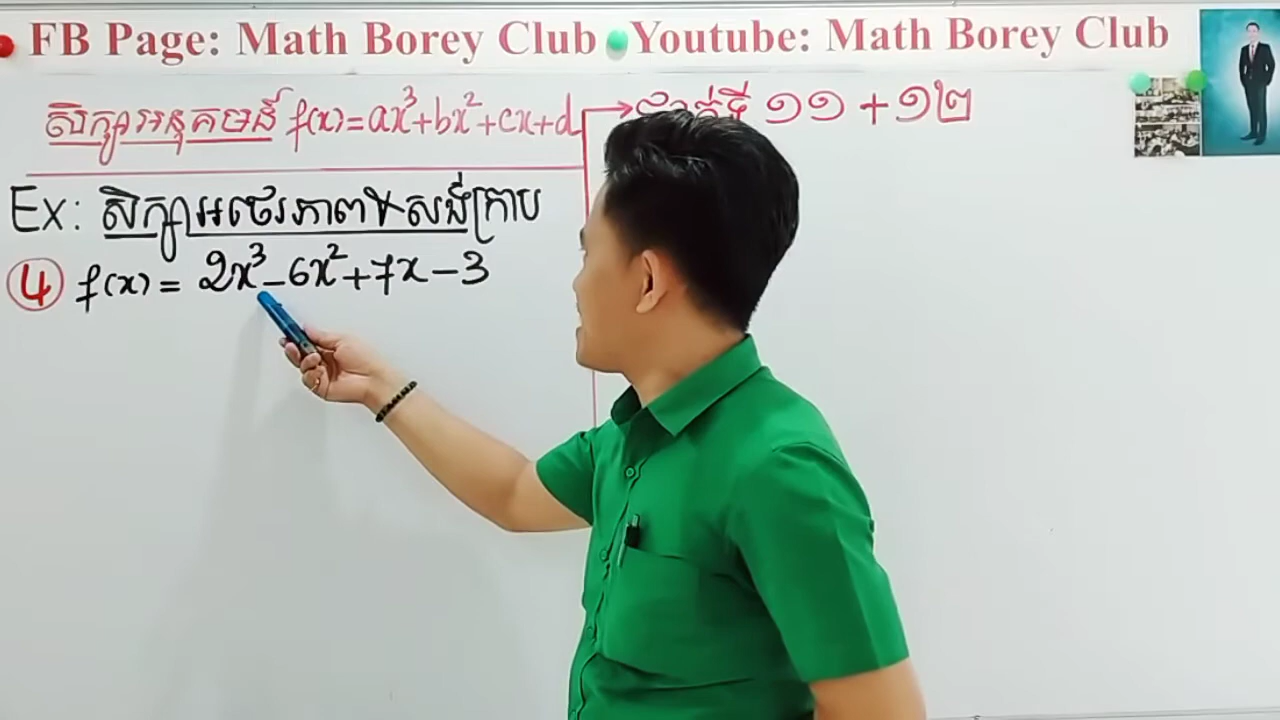 FB Page: Math Borey Club Youtube: Math Borey Club
សិក្សាអនុគមន៍ f(x)=ax³+bx²+cx+d → ថ្នាក់ទី ១១ + ១២
Ex: សិក្សាអថេរភាព & សង់ក្រាប
④ f(x) = 2x³-6x²+7x-3